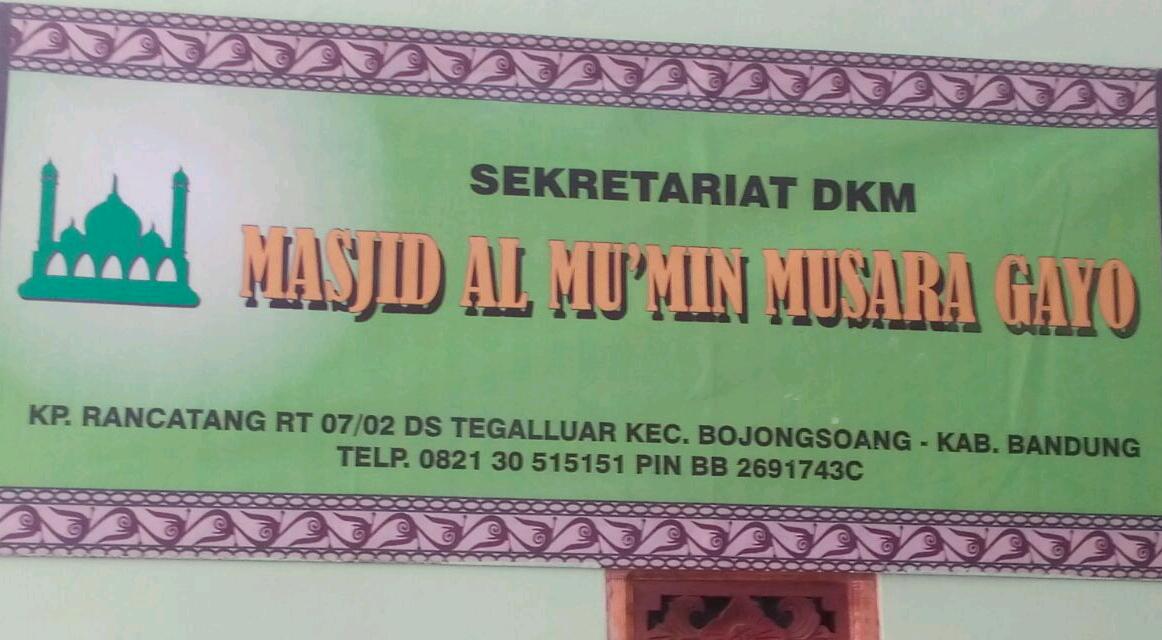 SEKRETARIAT DKM
MASJID AL MU'MIN MUSARA GAYO
KP. RANCATANG RT 07/02 DS TEGALLUAR KEC. BOJONGSOANG - KAB. BANDUNG
TELP. 0821 30 515151 PIN BB 2691743C